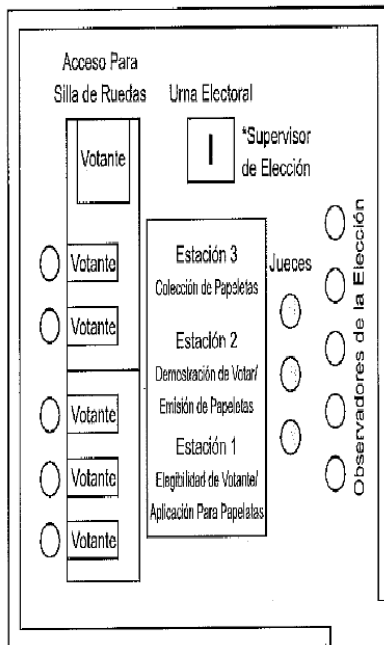 Acceso Para
Silla de Ruedas
Urna Electoral
Votante
I
*Supervisor
de Elección
Votante
Votante
Votante
Votante
Votante
Estación 3
Colección de Papeletas
Estación 2
Demostración de Votar/
Emisión de Papeletas
Estación 1
Elegibilidad de Votante/
Aplicación Para Papelatas
Jueces
Observadores de la Elección